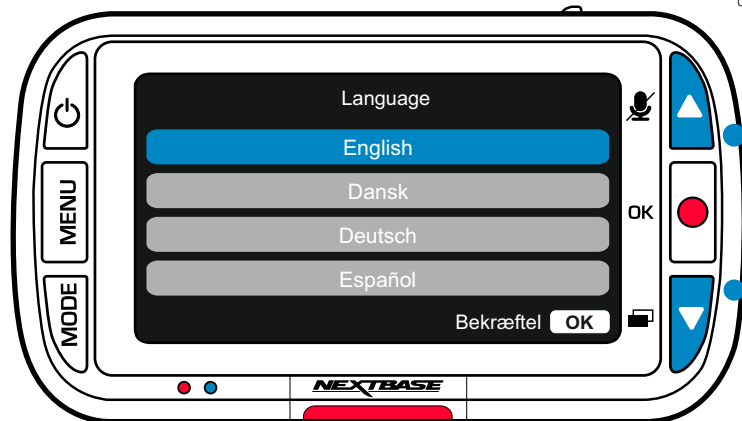 Language
English
MENU
Dansk
Deutsch
OK
Español
MODE
Bekræftel OK
NEXTBASE